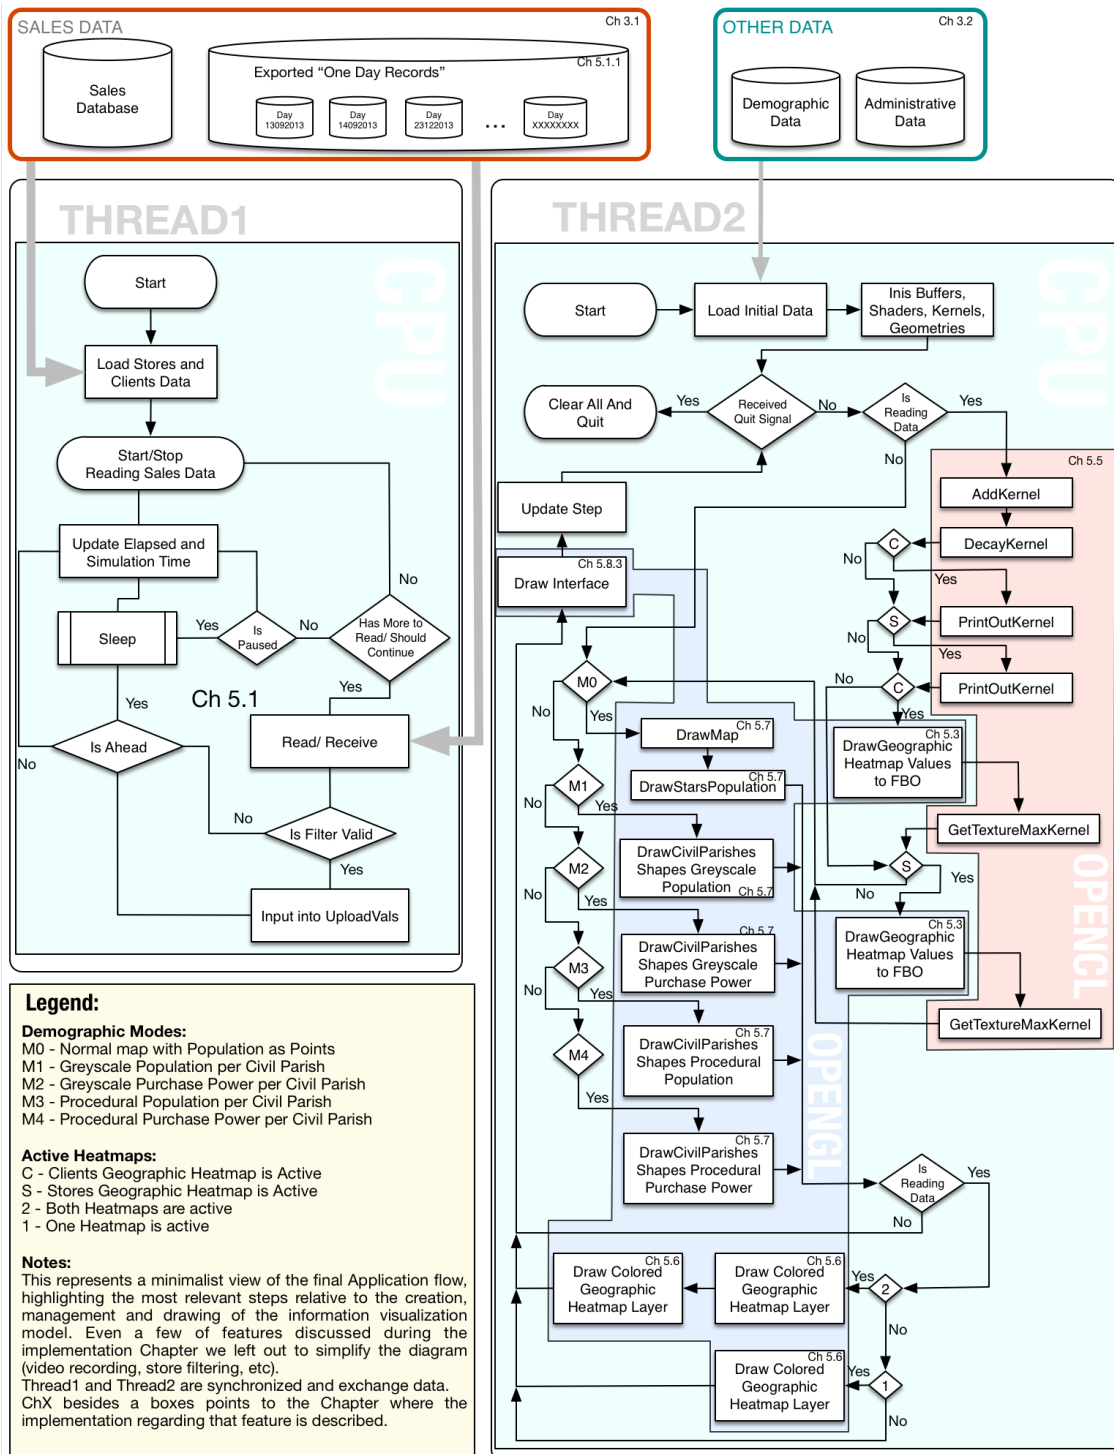 SALES DATA
Ch 3.1
Sales
Database
Ch 5.1.1
Exported “One Day Records”
Day
13092013
Day
14092013
Day
23122013
...
Day
XXXXXXXX
OTHER DATA
Ch 3.2
Demographic
Data
Administrative
Data
THREAD1
CPU
Start
Load Stores and
Clients Data
Start/Stop
Reading Sales Data
Update Elapsed and
Simulation Time
No
Sleep
Yes
Is
Paused
No
Has More to
Read/ Should
Continue
Yes
Yes
Ch 5.1
Is Ahead
No
Read/ Receive
No
Is Filter Valid
Yes
Input into UploadVals
THREAD2
CPU
Start
Load Initial Data
Inis Buffers,
Shaders, Kernels,
Geometries
Clear All And
Quit
Yes
Received
Quit Signal
No
Is
Reading
Data
Yes
No
Ch 5.5
AddKernel
Update Step
C
DecayKernel
No
Yes
Ch 5.8.3
Draw Interface
S
PrintOutKernel
No
Yes
M0
No
C
PrintOutKernel
No
Yes
Yes
Ch 5.7
DrawMap
Ch 5.3
DrawGeographic
Heatmap Values
to FBO
Ch 5.7
DrawStarsPopulation
M1
No
Yes
GetTextureMaxKernel
DrawCivilParishes
Shapes Greyscale
Population
Ch 5.7
M2
S
No
Yes
No
Yes
Ch 5.7
DrawCivilParishes
Shapes Greyscale
Purchase Power
Ch 5.3
DrawGeographic
Heatmap Values
to FBO
OPENCL
M3
No
Yes
GetTextureMaxKernel
Ch 5.7
DrawCivilParishes
Shapes Procedural
Population
M4
Yes
OPENGL
Ch 5.7
DrawCivilParishes
Shapes Procedural
Purchase Power
Is
Reading
Data
Yes
No
Ch 5.6
Draw Colored
Geographic
Heatmap Layer
Ch 5.6
Draw Colored
Geographic
Heatmap Layer
Yes
2
No
Ch 5.6
Draw Colored
Geographic
Heatmap Layer
Yes
1
No
Legend:
Demographic Modes:
M0 - Normal map with Population as Points
M1 - Greyscale Population per Civil Parish
M2 - Greyscale Purchase Power per Civil Parish
M3 - Procedural Population per Civil Parish
M4 - Procedural Purchase Power per Civil Parish
Active Heatmaps:
C - Clients Geographic Heatmap is Active
S - Stores Geographic Heatmap is Active
2 - Both Heatmaps are active
1 - One Heatmap is active
Notes:
This represents a minimalist view of the final Application flow,
highlighting the most relevant steps relative to the creation,
management and drawing of the information visualization
model. Even a few of features discussed during the
implementation Chapter we left out to simplify the diagram
(video recording, store filtering, etc).
Thread1 and Thread2 are synchronized and exchange data.
ChX besides a boxes points to the Chapter where the
implementation regarding that feature is described.